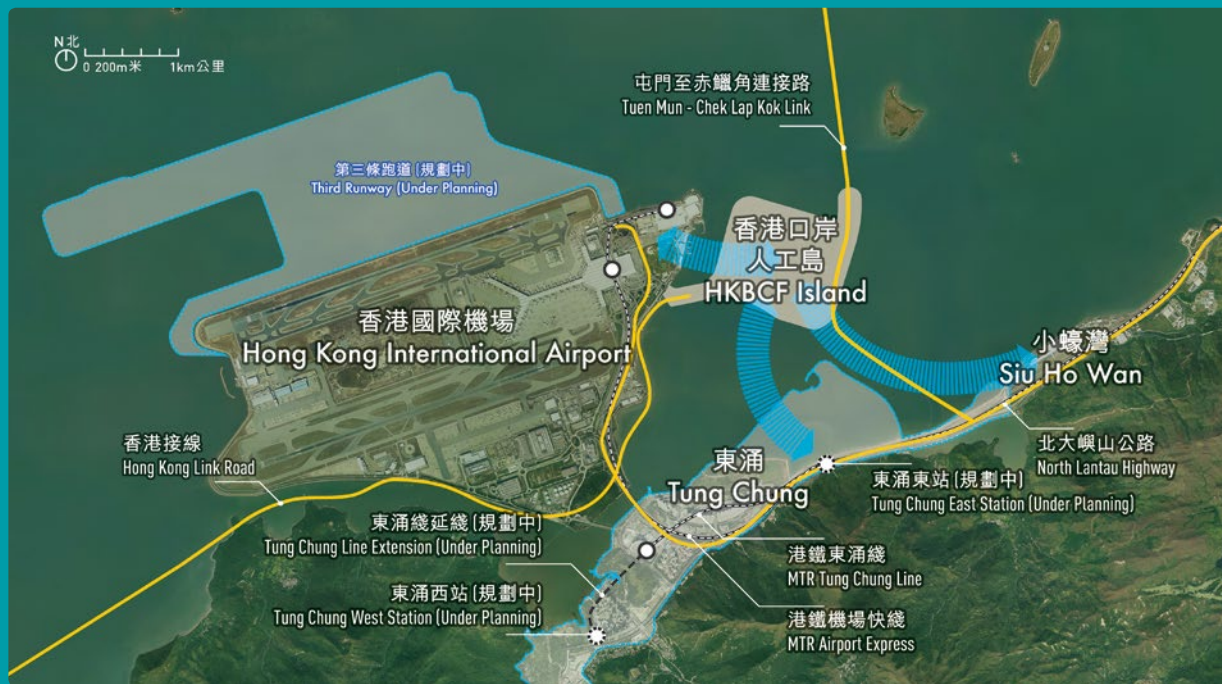 N北
0 200m米 1km公里
屯門至赤鱲角連接路
Tuen Mun - Chek Lap Kok Link
第三條跑道 (規劃中)
Third Runway (Under Planning)
香港口岸
人工島
HKBCF Island
香港國際機場
Hong Kong International Airport
小蠔灣
Siu Ho Wan
香港接線
Hong Kong Link Road
北大嶼山公路
North Lantau Highway
東涌
Tung Chung
東涌東站 (規劃中)
Tung Chung East Station (Under Planning)
東涌綫延綫 (規劃中)
Tung Chung Line Extension (Under Planning)
港鐵東涌綫
MTR Tung Chung Line
東涌西站 (規劃中)
Tung Chung West Station (Under Planning)
港鐵機場快綫
MTR Airport Express